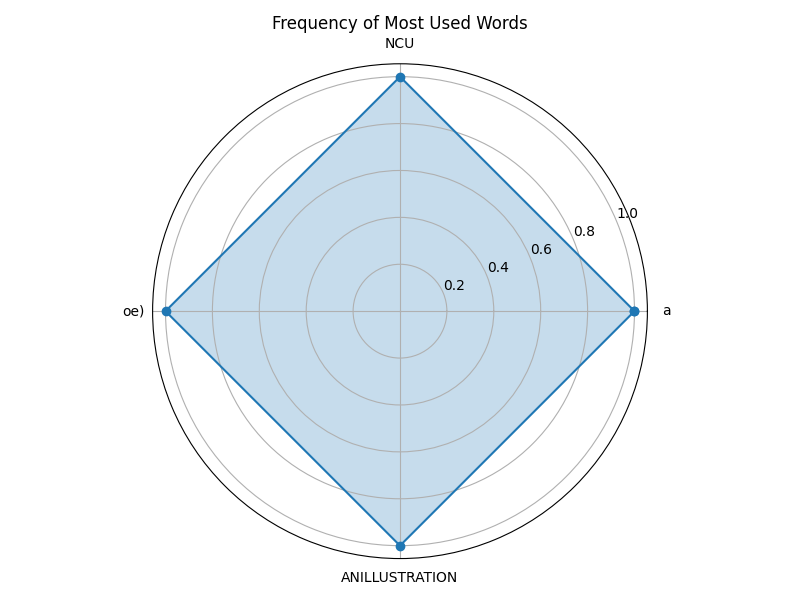 Frequency of Most Used Words
NCU
1.0
0.8
0.6
0.4
0.2
oe)
a
ANILLUSTRATION